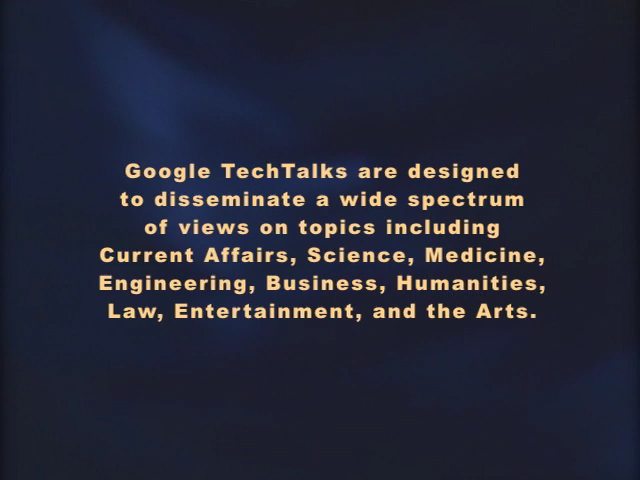 Google TechTalks are designed
to disseminate a wide spectrum
of views on topics including
Current Affairs, Science, Medicine,
Engineering, Business, Humanities,
Law, Entertainment, and the Arts.